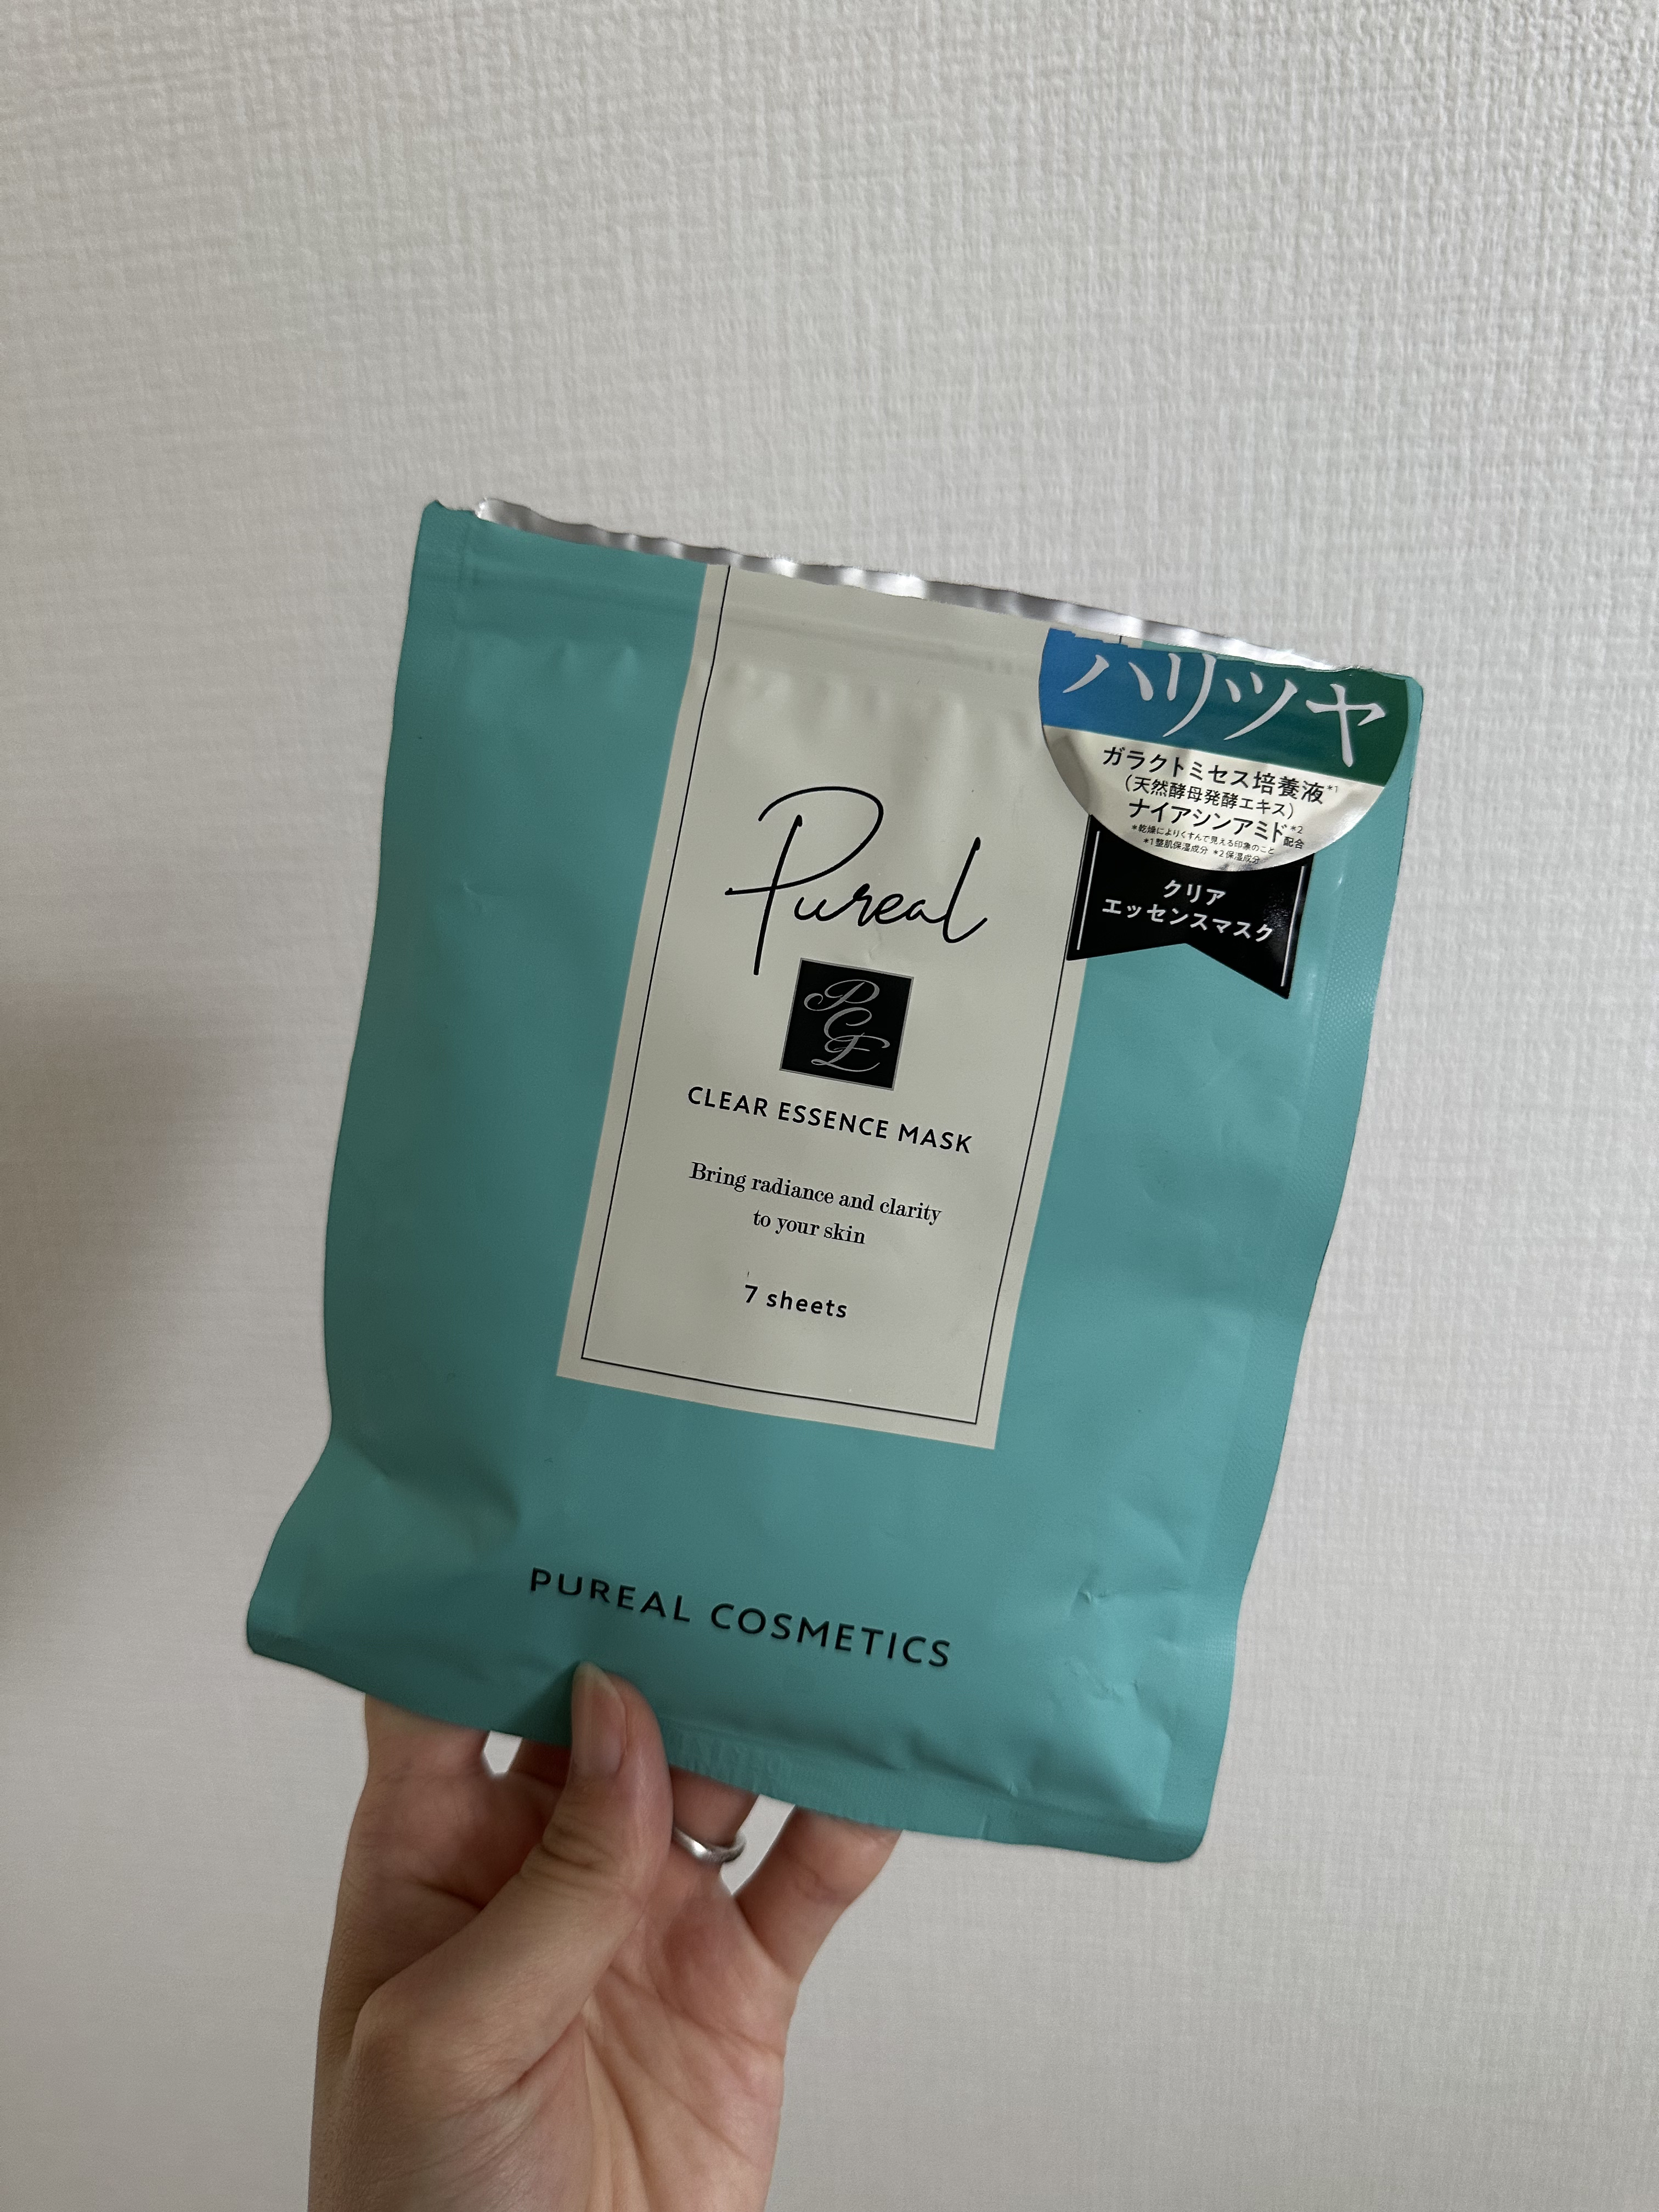 ハリツヤ
ガラクトミセス培養液*1
（天然酵母発酵エキス）
ナイアシンアミド*2配合
*乾燥によりくすんで見える印象のこと
*1整肌保湿成分 *2保湿成分
クリア
エッセンスマスク
Pureal
PCE
CLEAR ESSENCE MASK
Bring radiance and clarity
to your skin
7 sheets
PUREAL COSMETICS